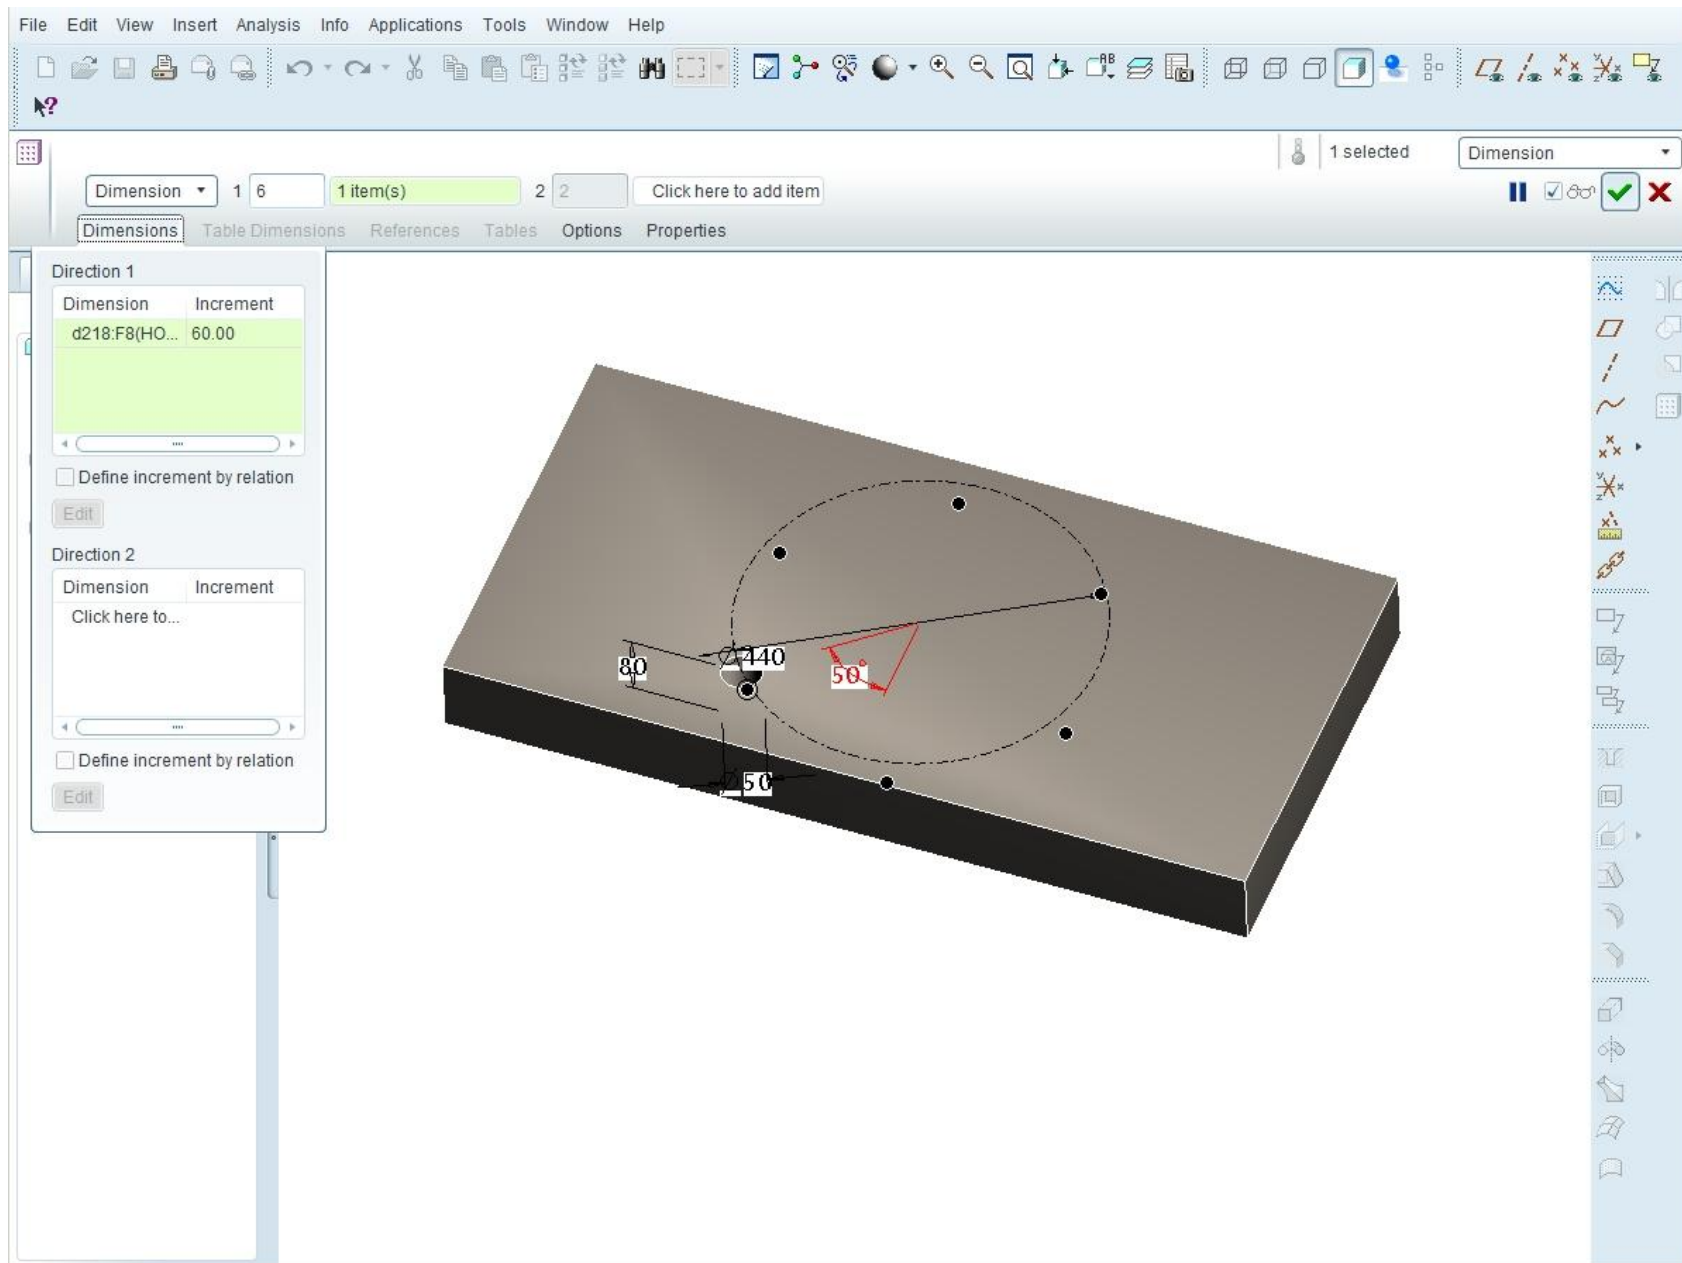 File Edit View Insert Analysis Info Applications Tools Window Help
1 selected Dimension
Dimension 1 6 1 item(s) 2 2 Click here to add item
Dimensions Table Dimensions References Tables Options Properties
Direction 1
Dimension Increment
d218:F8(HO... 60.00
Define increment by relation
Edit
Direction 2
Dimension Increment
Click here to...
Define increment by relation
Edit
80
∅440
50°
∅50